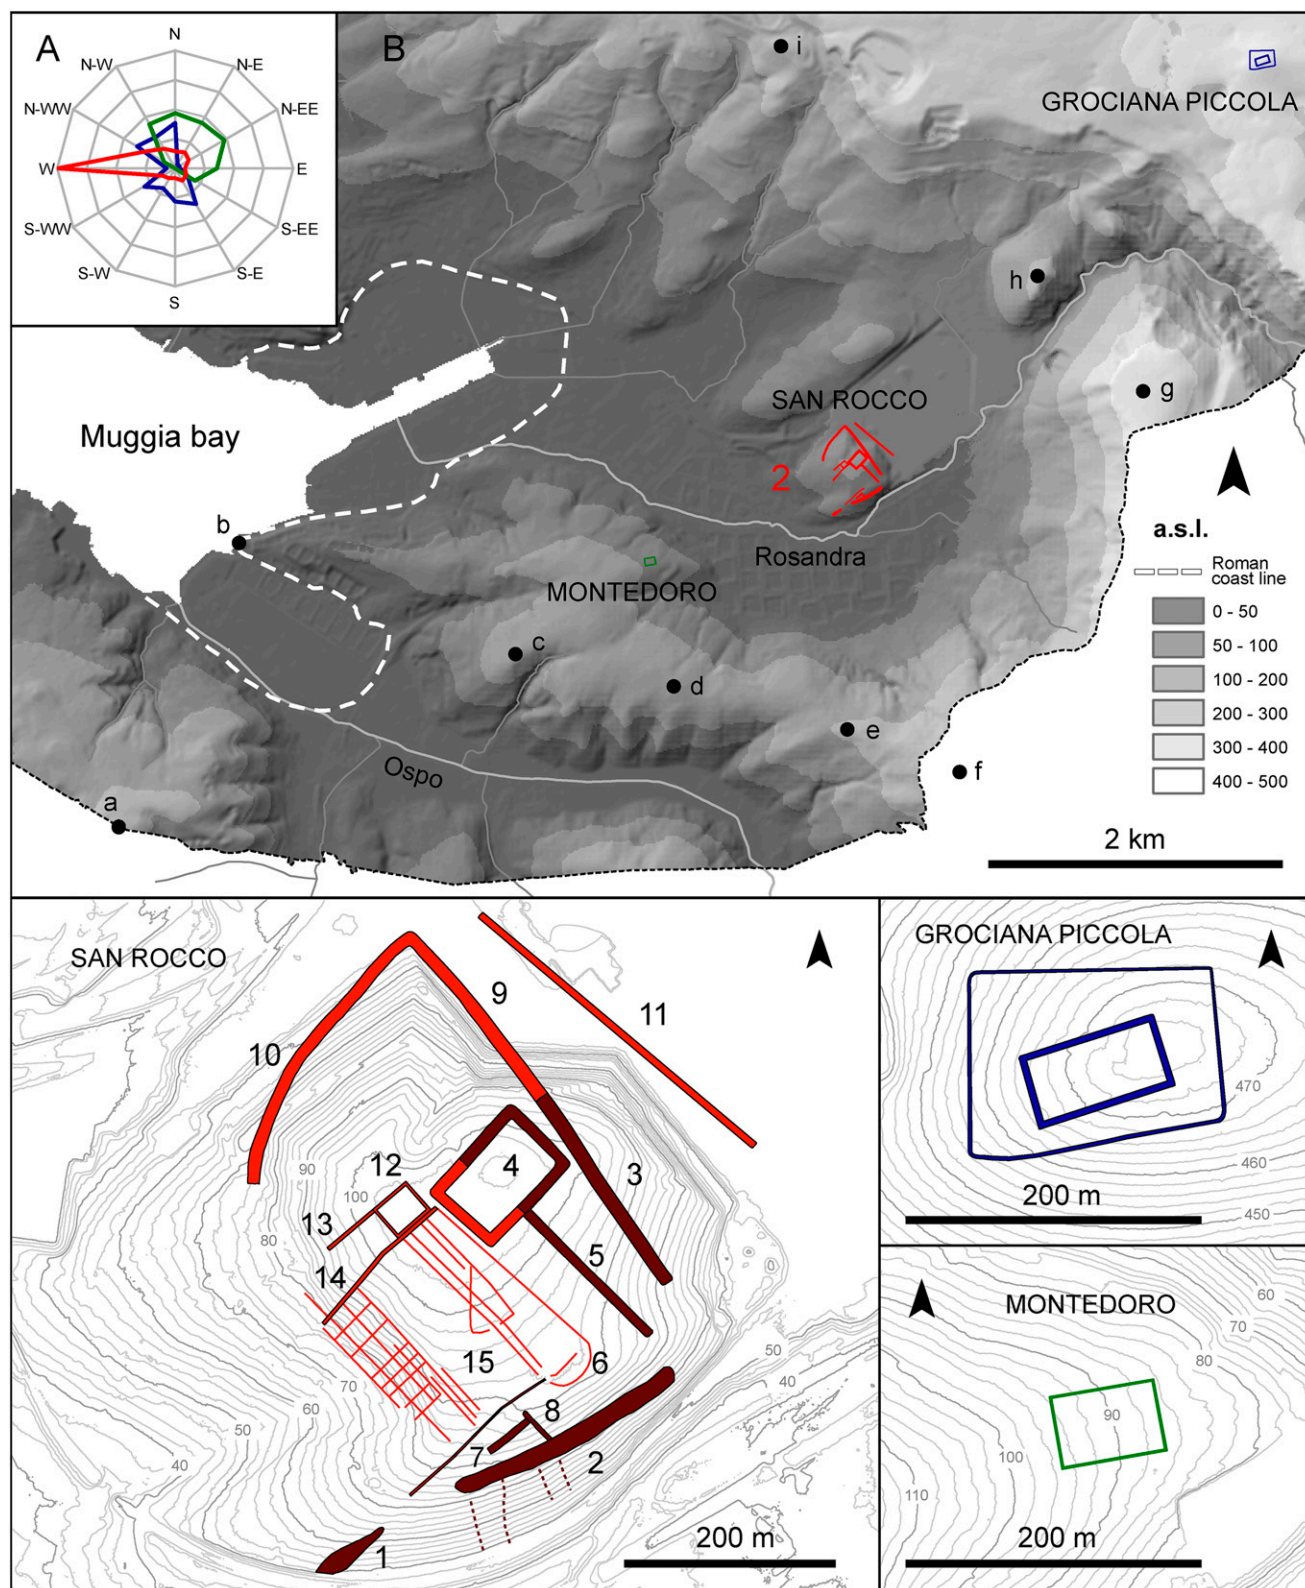 A
N
N-E
N-EE
E
S-EE
S-E
S
S-W
S-WW
W
N-WW
N-W
B
i
GROCIANA PICCOLA
h
g
SAN ROCCO
2
Muggia bay
b
Rosandra
MONTEDORO
c
d
e
f
Ospo
a
a.s.l.
Roman
coast line
0 - 50
50 - 100
100 - 200
200 - 300
300 - 400
400 - 500
2 km
SAN ROCCO
9
11
10
90
12
4
3
100
13
80
5
14
15
6
70
8
60
7
2
50
40
50
40
1
200 m
GROCIANA PICCOLA
470
460
200 m
450
MONTEDORO
60
70
80
90
100
110
200 m